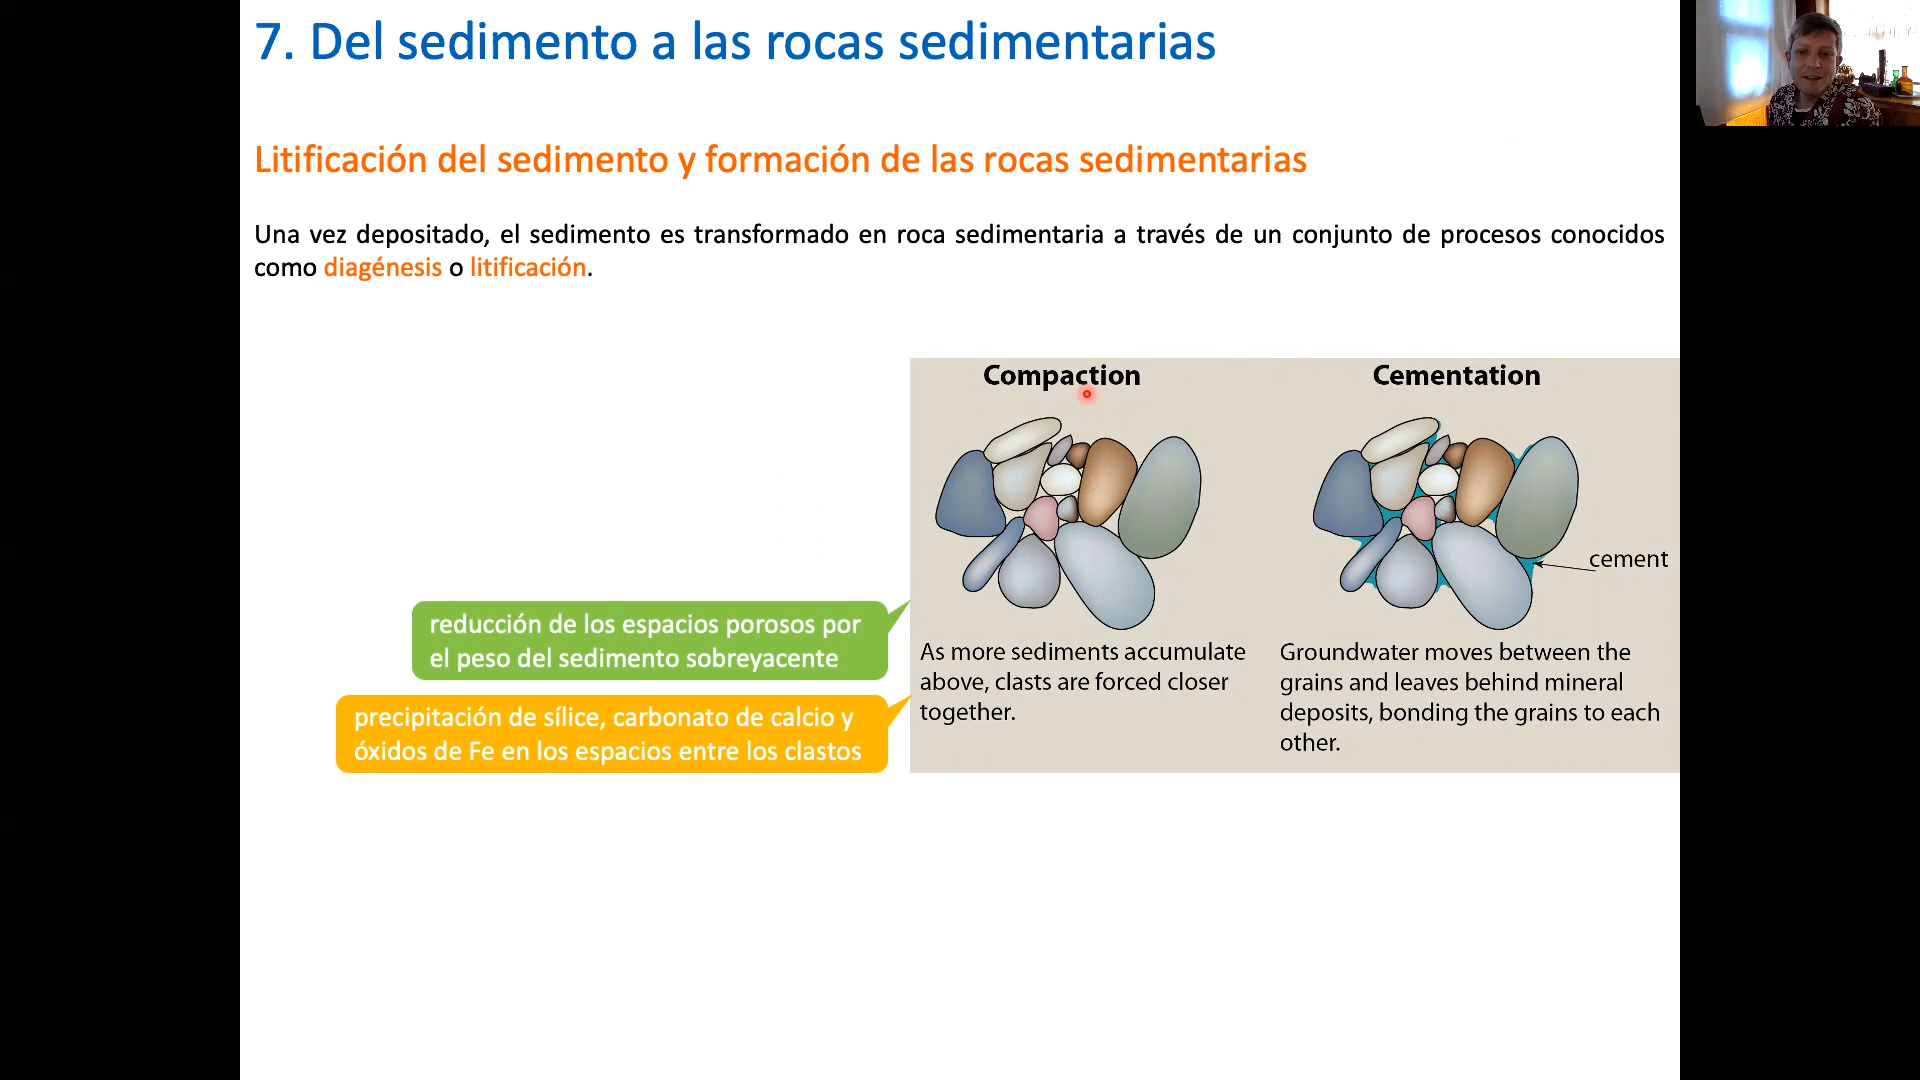 7. Del sedimento a las rocas sedimentarias
Litificación del sedimento y formación de las rocas sedimentarias
Una vez depositado, el sedimento es transformado en roca sedimentaria a través de un conjunto de procesos conocidos
como diagénesis o litificación.
reducción de los espacios porosos por
el peso del sedimento sobreyacente
precipitación de sílice, carbonato de calcio y
óxidos de Fe en los espacios entre los clastos
Compaction
As more sediments accumulate
above, clasts are forced closer
together.
Cementation
cement
Groundwater moves between the
grains and leaves behind mineral
deposits, bonding the grains to each
other.